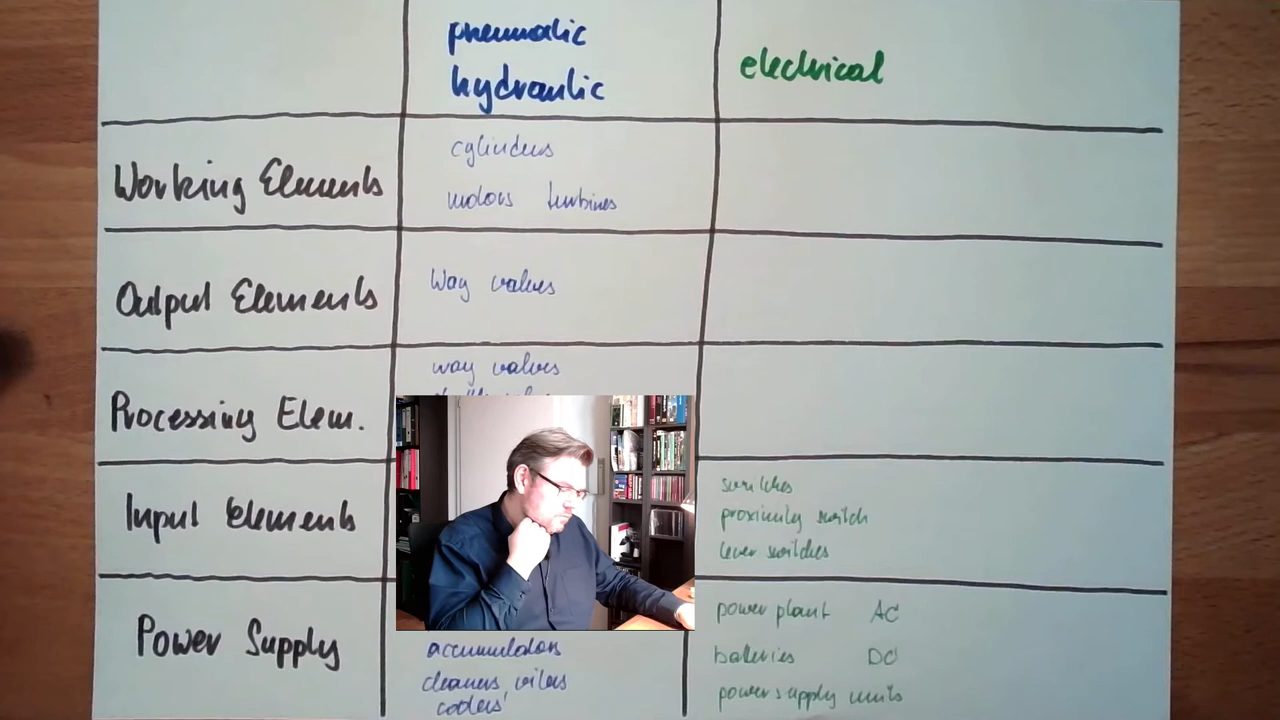 pneumatic
hydraulic
electrical
Working Elements
cylinders
motors turbines
Output Elements
Way valves
Processing Elem.
way valves
Input Elements
switches
proximity switch
lever switches
Power Supply
power plant AC
batteries DC
power supply units
accumulators
cleaners, oilers
coolers